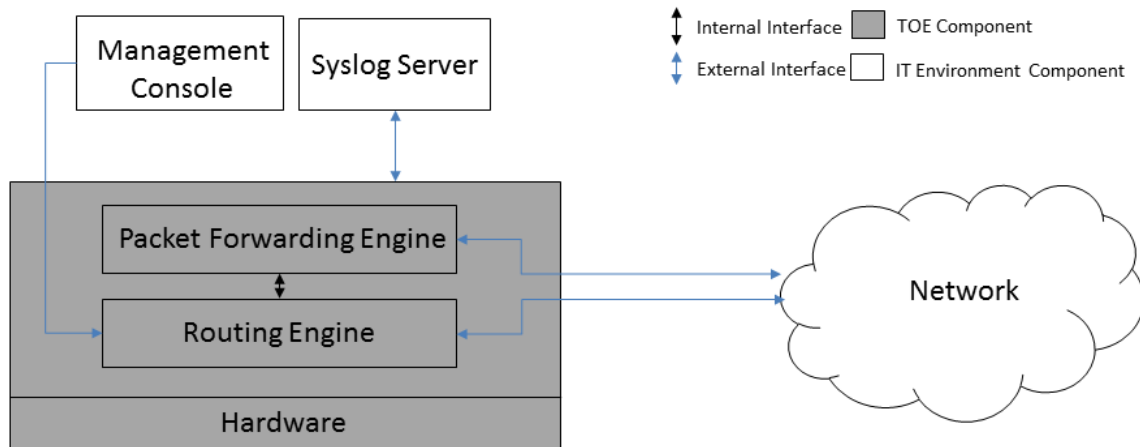 Management
Console
Syslog Server
Internal Interface
TOE Component
External Interface
IT Environment Component
Packet Forwarding Engine
Routing Engine
Hardware
Network